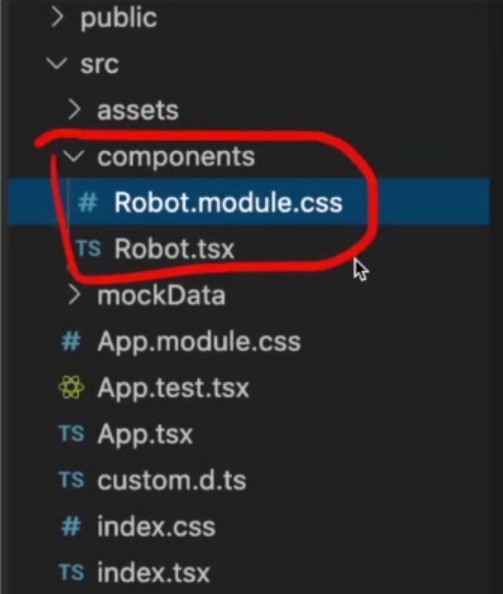 public
src
assets
components
# Robot.module.css
TS Robot.tsx
mockData
# App.module.css
App.test.tsx
TS App.tsx
TS custom.d.ts
# index.css
TS index.tsx